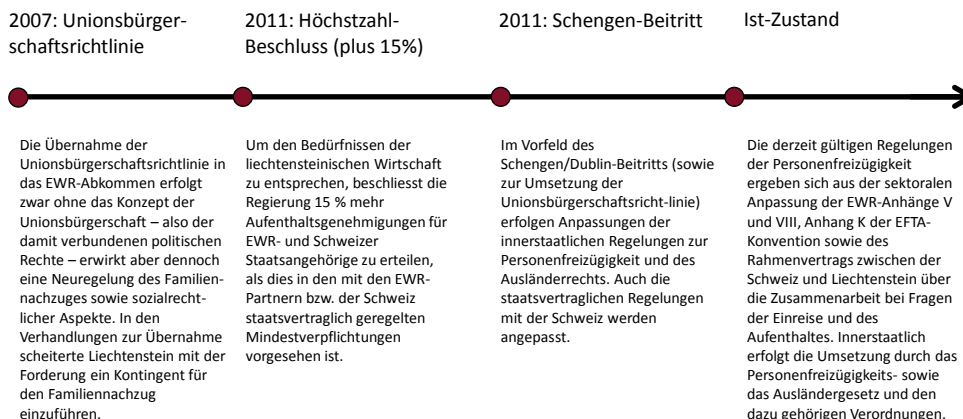 2007: Unionsbürger-
schaftsrichtlinie
2011: Höchstzahl-
Beschluss (plus 15%)
2011: Schengen-Beitritt
Ist-Zustand
Die Übernahme der
Unionsbürgerschaftsrichtlinie in
das EWR-Abkommen erfolgt
zwar ohne das Konzept der
Unionsbürgerschaft – also der
damit verbundenen politischen
Rechte – erwirkt aber dennoch
eine Neuregelung des Familien-
nachzuges sowie sozialrecht-
licher Aspekte. In den
Verhandlungen zur Übernahme
scheiterte Liechtenstein mit der
Forderung ein Kontingent für
den Familiennachzug
einzuführen.
Um den Bedürfnissen der
liechtensteinischen Wirtschaft
zu entsprechen, beschliesst die
Regierung 15 % mehr
Aufenthaltsgenehmigungen für
EWR- und Schweizer
Staatsangehörige zu erteilen,
als dies in den mit den EWR-
Partnern bzw. der Schweiz
staatsvertraglich geregelten
Mindestverpflichtungen
vorgesehen ist.
Im Vorfeld des
Schengen/Dublin-Beitritts (sowie
zur Umsetzung der
Unionsbürgerschaftsricht-linie)
erfolgen Anpassungen der
innerstaatlichen Regelungen zur
Personenfreizügigkeit und des
Ausländerrechts. Auch die
staatsvertraglichen Regelungen
mit der Schweiz werden
angepasst.
Die derzeit gültigen Regelungen
der Personenfreizügigkeit
ergeben sich aus der sektoralen
Anpassung der EWR-Anhänge V
und VIII, Anhang K der EFTA-
Konvention sowie des
Rahmenvertrags zwischen der
Schweiz und Liechtenstein über
die Zusammenarbeit bei Fragen
der Einreise und des
Aufenthaltes. Innerstaatlich
erfolgt die Umsetzung durch das
Personenfreizügigkeits- sowie
das Ausländergesetz und den
dazu gehörigen Verordnungen.